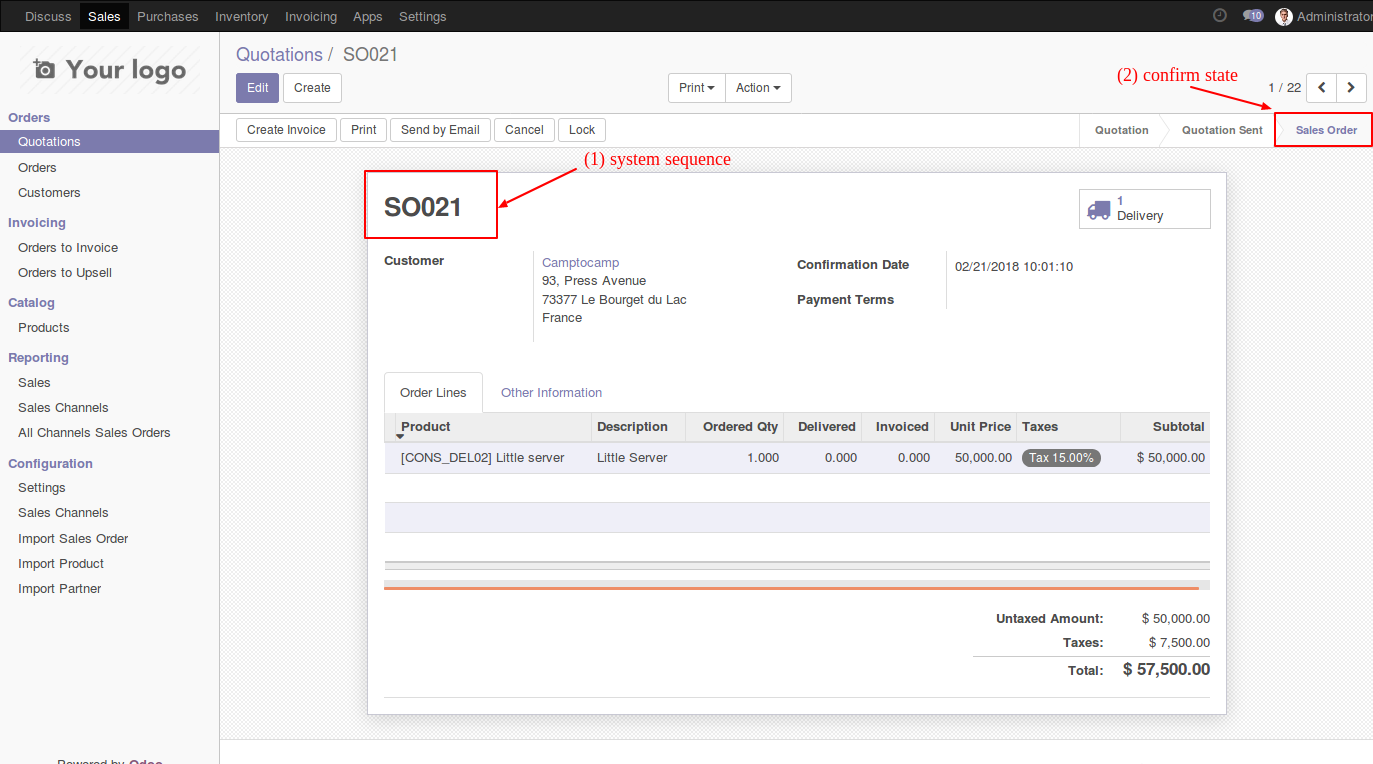 Discuss Sales Purchases Inventory Invoicing Apps Settings 10 Administrator
Your logo
Quotations / SO021
Edit Create Print Action (2) confirm state 1 / 22
Create Invoice Print Send by Email Cancel Lock Quotation Quotation Sent Sales Order
Orders
Quotations
Orders
Customers
Invoicing
Orders to Invoice
Orders to Upsell
Catalog
Products
Reporting
Sales
Sales Channels
All Channels Sales Orders
Configuration
Settings
Sales Channels
Import Sales Order
Import Product
Import Partner
Powered by Odoo
(1) system sequence
SO021
1
Delivery
Customer
Camptocamp
93, Press Avenue
73377 Le Bourget du Lac
France
Confirmation Date 02/21/2018 10:01:10
Payment Terms
Order Lines Other Information
Product Description Ordered Qty Delivered Invoiced Unit Price Taxes Subtotal
[CONS_DEL02] Little server Little Server 1.000 0.000 0.000 50,000.00 Tax 15.00% $ 50,000.00
Untaxed Amount: $ 50,000.00
Taxes: $ 7,500.00
Total: $ 57,500.00